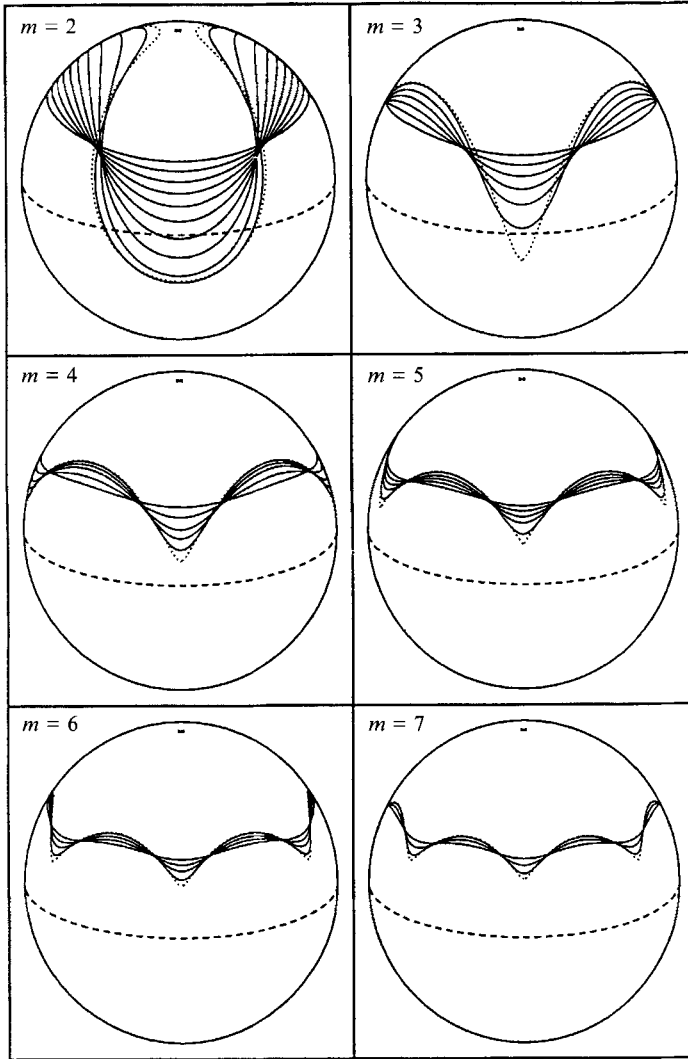 m = 2
m = 3
m = 4
m = 5
m = 6
m = 7